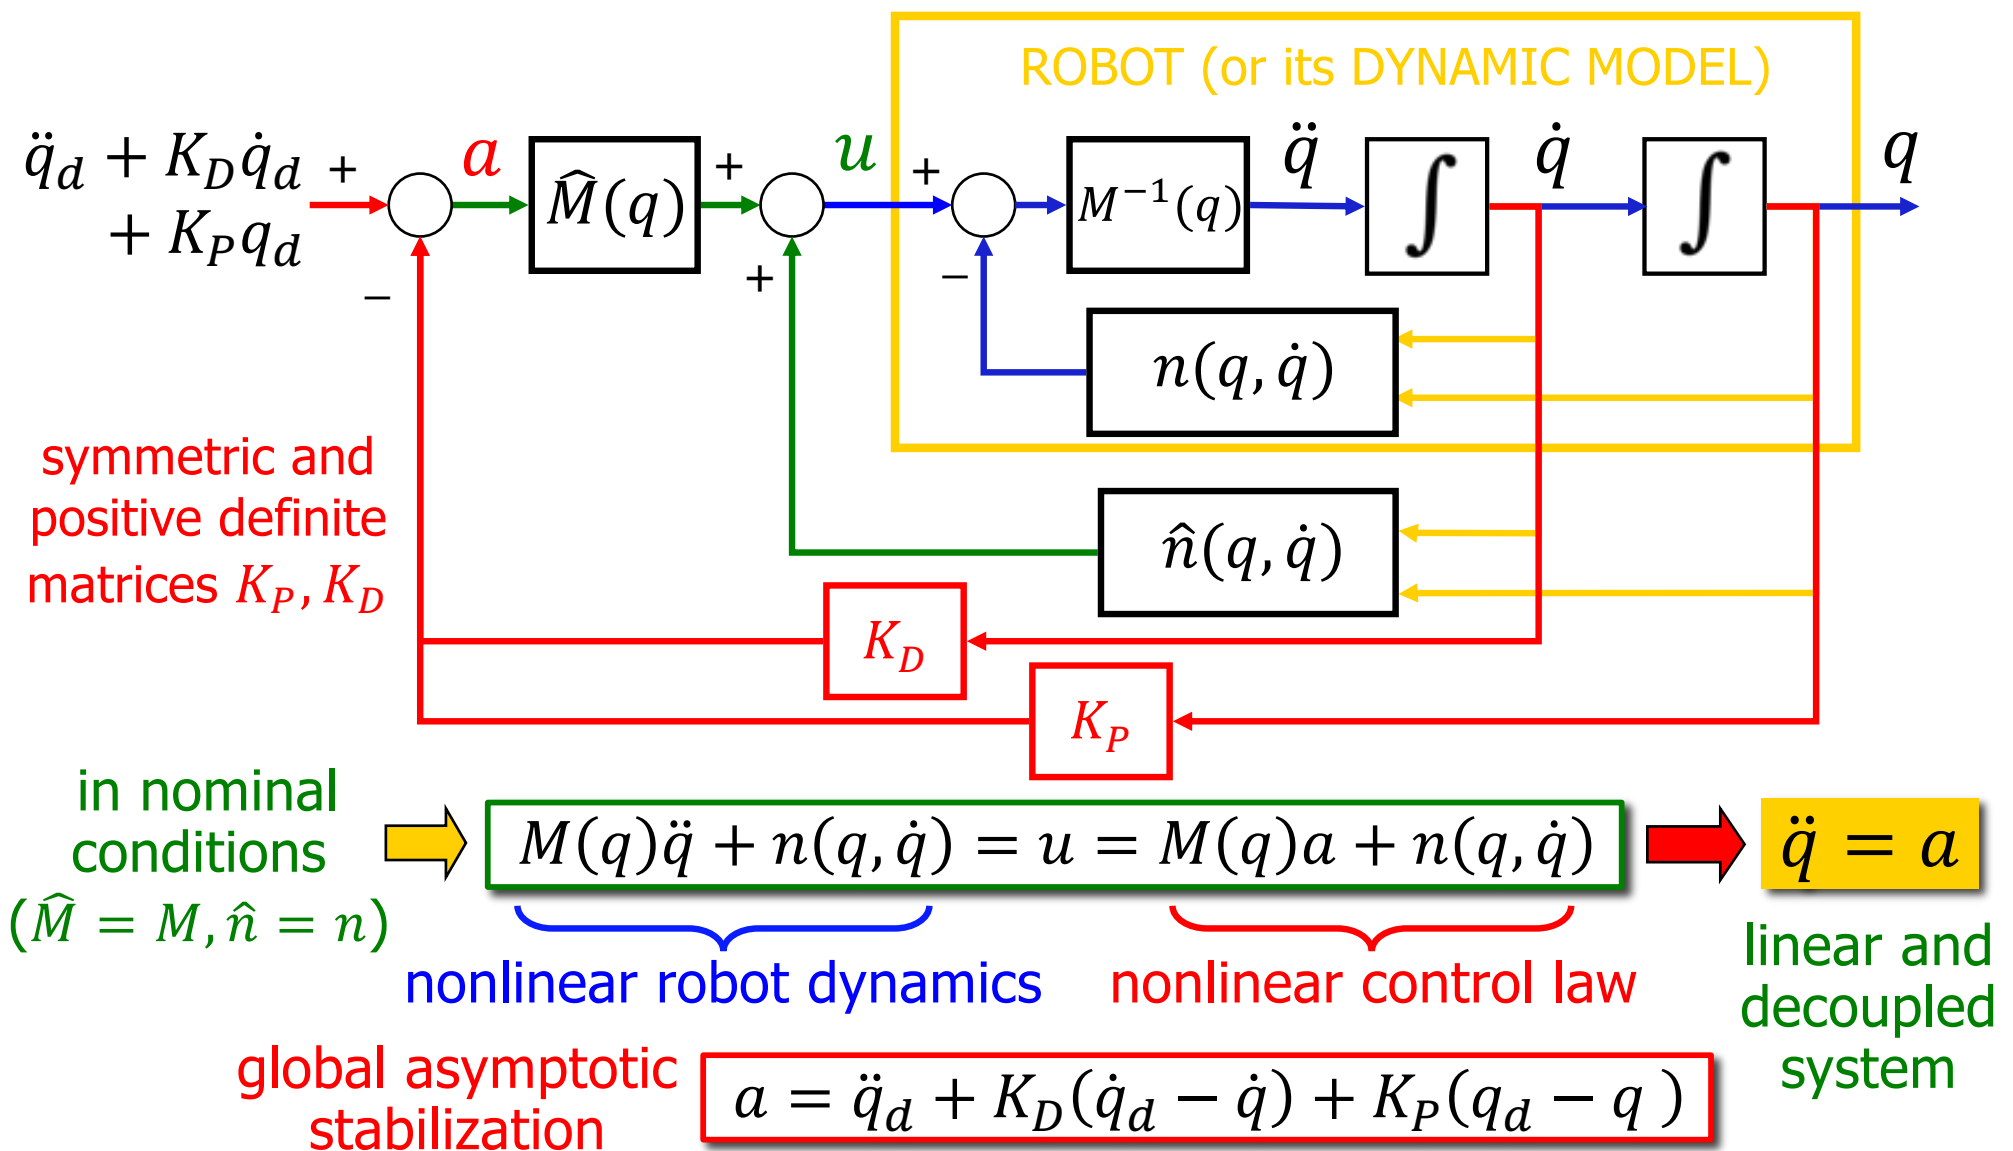 ROBOT (or its DYNAMIC MODEL)
q̈_d + K_D q̇_d
+ K_P q_d
+
−
a
M̂(q)
+
+
u
+
−
M⁻¹(q)
q̈
∫
q̇
∫
q
n(q, q̇)
n̂(q, q̇)
K_D
K_P
symmetric and
positive definite
matrices K_P, K_D
in nominal
conditions
(M̂ = M, n̂ = n)
M(q)q̈ + n(q, q̇) = u = M(q)a + n(q, q̇)
q̈ = a
nonlinear robot dynamics
nonlinear control law
linear and
decoupled
system
global asymptotic
stabilization
a = q̈_d + K_D(q̇_d − q̇) + K_P(q_d − q )